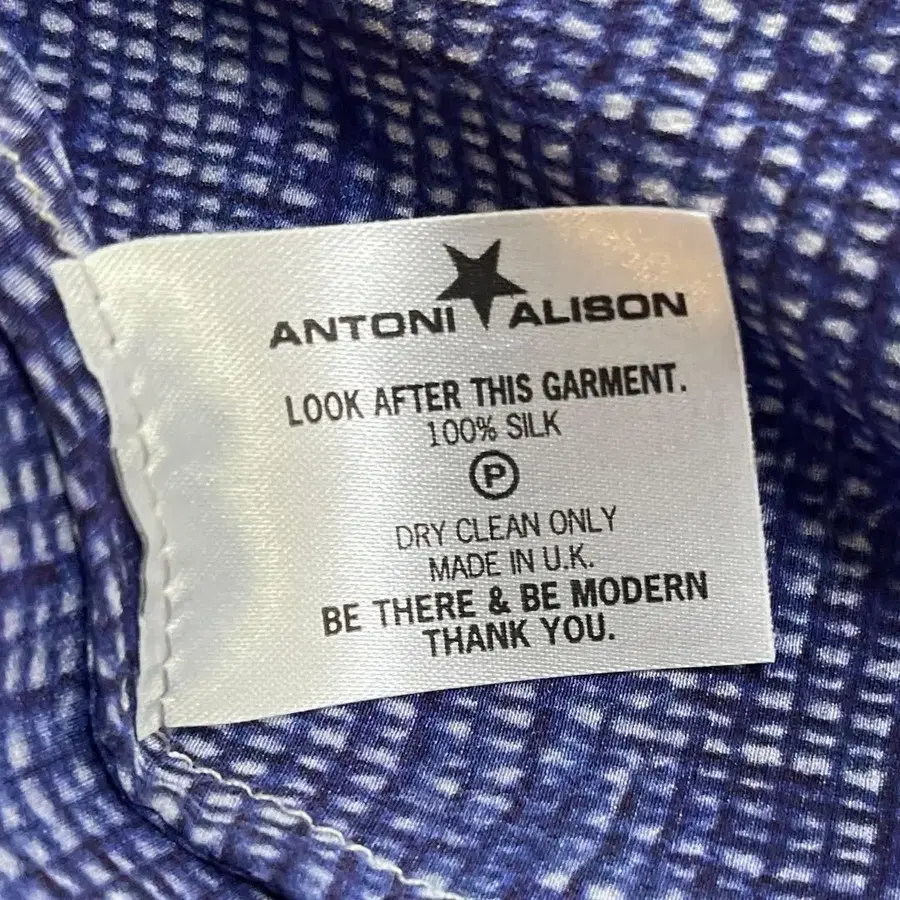 ANTONI ALISON
LOOK AFTER THIS GARMENT.
100% SILK
P
DRY CLEAN ONLY
MADE IN U.K.
BE THERE & BE MODERN
THANK YOU.